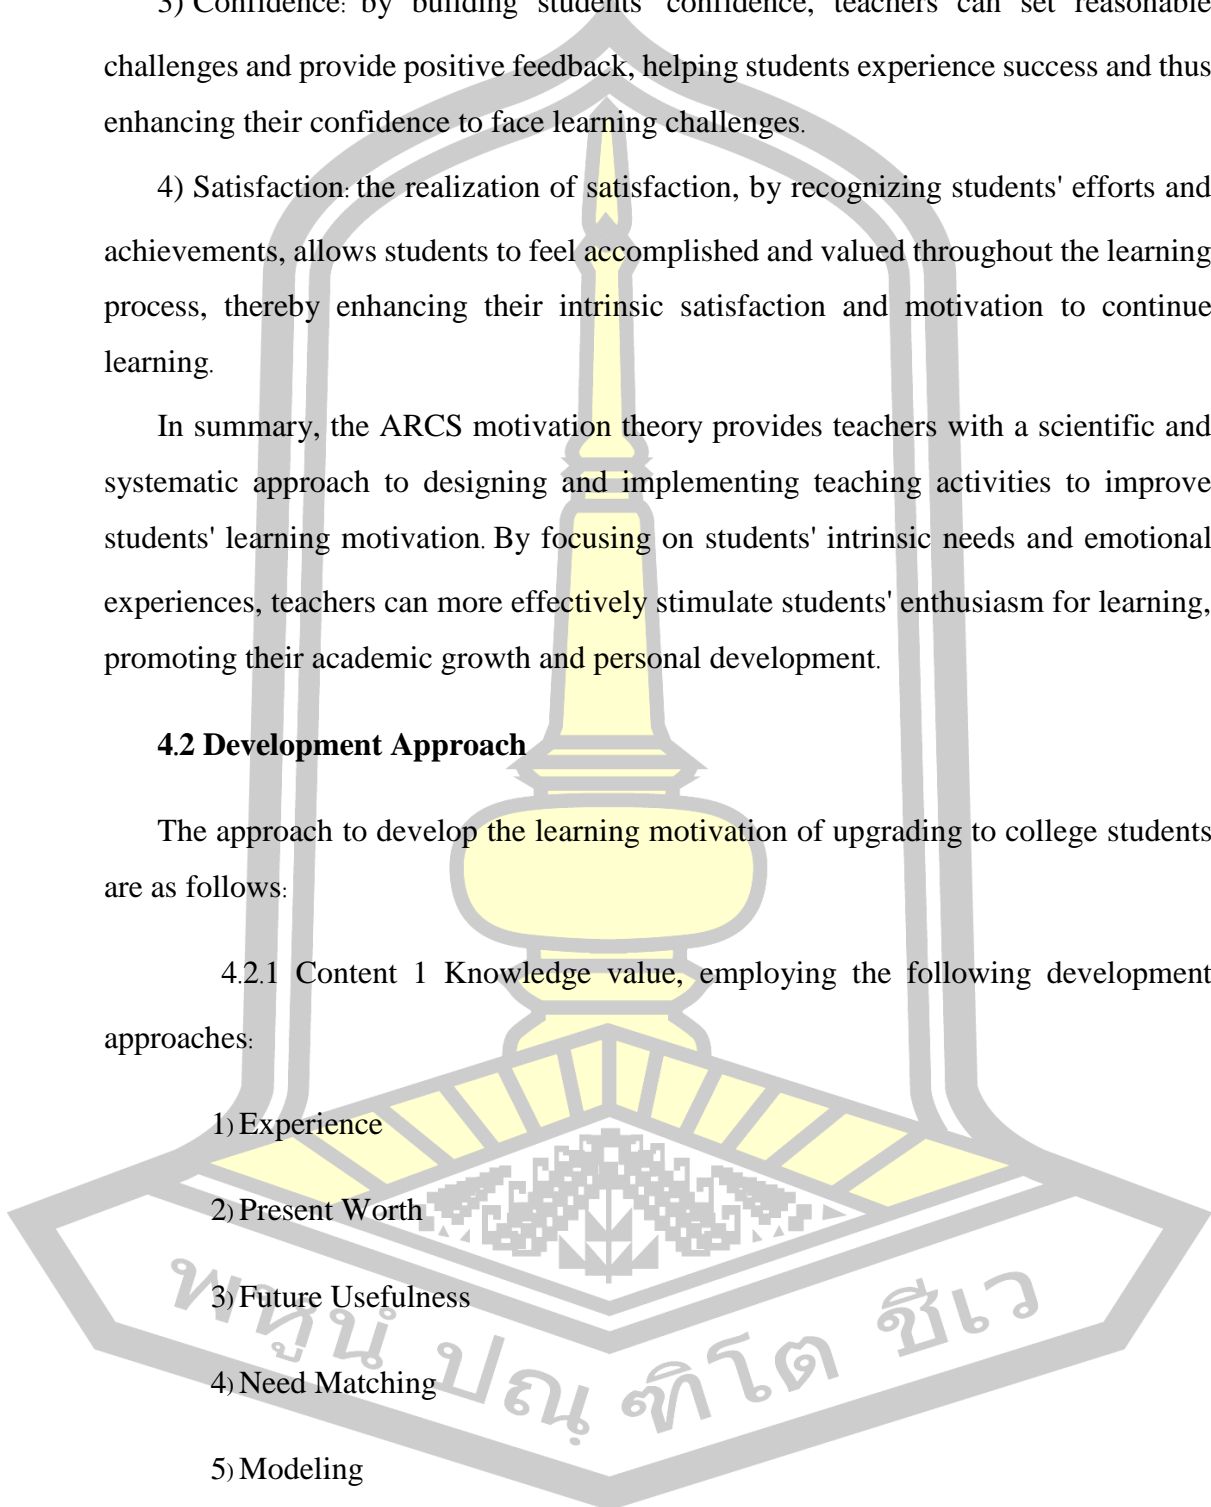 3) Confidence: by building students' confidence, teachers can set reasonable
challenges and provide positive feedback, helping students experience success and thus
enhancing their confidence to face learning challenges.
4) Satisfaction: the realization of satisfaction, by recognizing students' efforts and
achievements, allows students to feel accomplished and valued throughout the learning
process, thereby enhancing their intrinsic satisfaction and motivation to continue
learning.
In summary, the ARCS motivation theory provides teachers with a scientific and
systematic approach to designing and implementing teaching activities to improve
students' learning motivation. By focusing on students' intrinsic needs and emotional
experiences, teachers can more effectively stimulate students' enthusiasm for learning,
promoting their academic growth and personal development.
4.2 Development Approach
The approach to develop the learning motivation of upgrading to college students
are as follows:
4.2.1 Content 1 Knowledge value, employing the following development
approaches:
1) Experience
2) Present Worth
3) Future Usefulness
4) Need Matching
5) Modeling
พหูนํ ปณฺฑิโต ชีเว